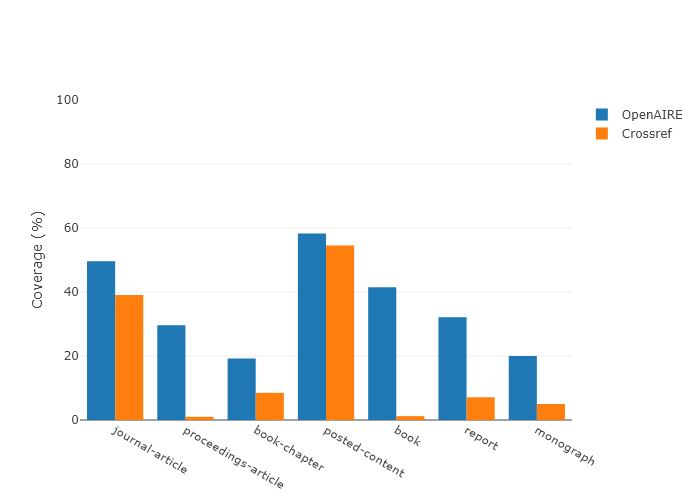 100
80
60
40
20
0
Coverage (%)
journal-article
proceedings-article
book-chapter
posted-content
book
report
monograph
OpenAIRE
Crossref